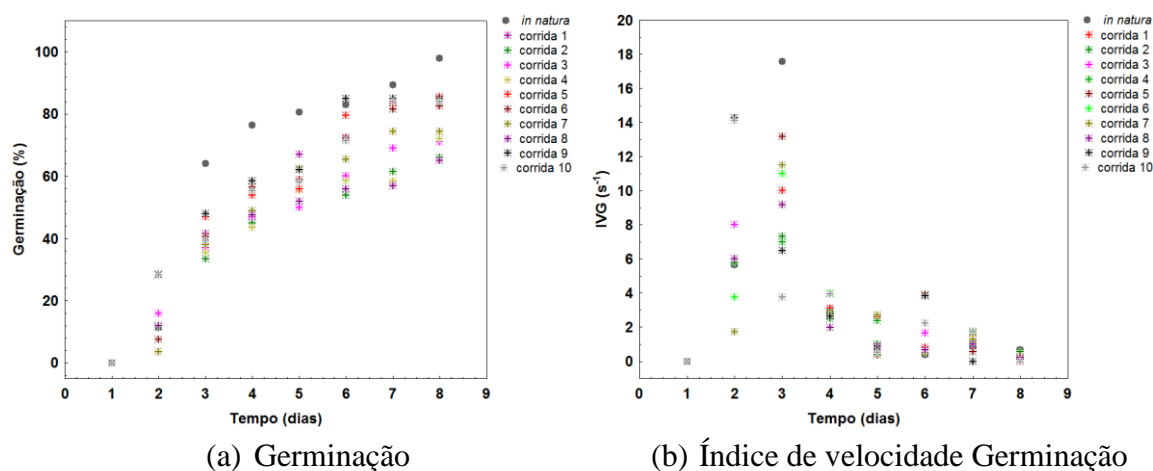 Germinação (%)
100
80
60
40
20
0
0 1 2 3 4 5 6 7 8 9
Tempo (dias)
in natura
corrida 1
corrida 2
corrida 3
corrida 4
corrida 5
corrida 6
corrida 7
corrida 8
corrida 9
corrida 10
(a) Germinação
IVG (s⁻¹)
20
18
16
14
12
10
8
6
4
2
0
0 1 2 3 4 5 6 7 8 9
Tempo (dias)
in natura
corrida 1
corrida 2
corrida 3
corrida 4
corrida 5
corrida 6
corrida 7
corrida 8
corrida 9
corrida 10
(b) Índice de velocidade Germinação